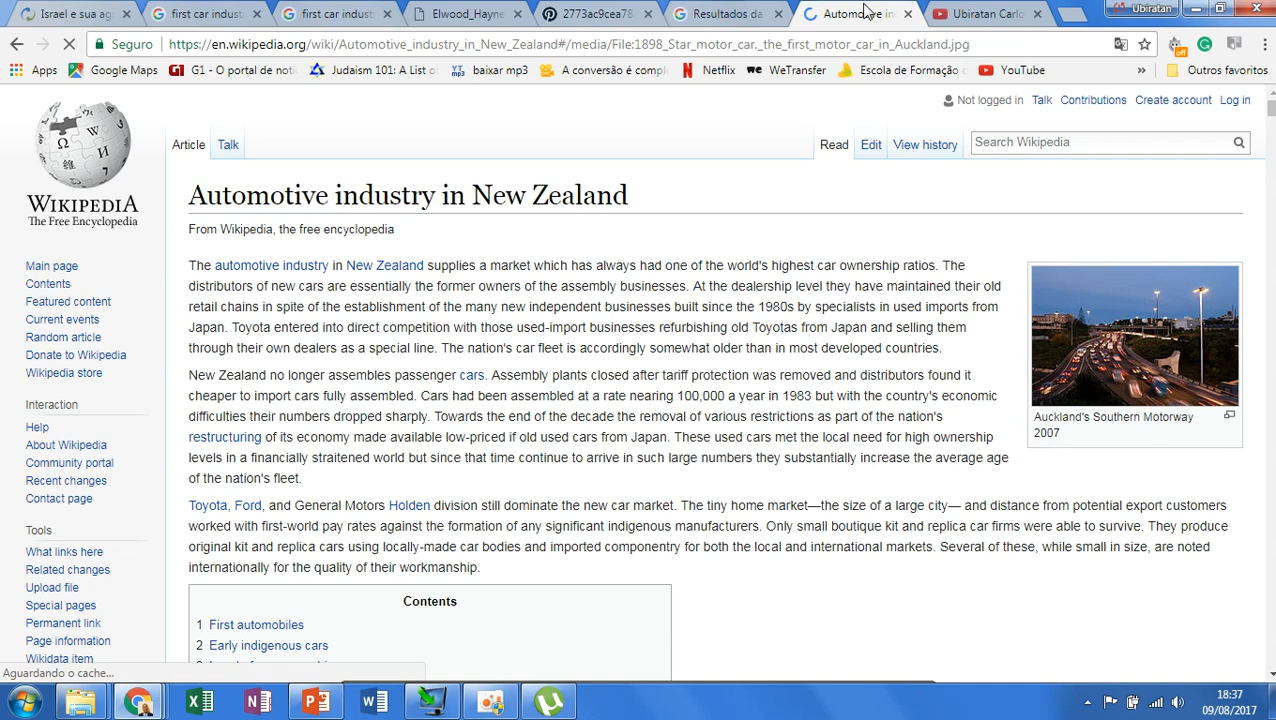 Israel e sua ag
first car indust
first car indust
Elwood_Hayne
2773ac9cea78
Resultados da
Automotive in
Ubiratan Carlo
Ubiratan
Seguro
https://en.wikipedia.org/wiki/Automotive_industry_in_New_Zealand#/media/File:1898_Star_motor_car,_the_first_motor_car_in_Auckland.jpg
Apps
Google Maps
G1 - O portal de not
Judaism 101: A List o
baixar mp3
A conversão é compl
Netflix
WeTransfer
Escola de Formação
YouTube
»
Outros favoritos
Not logged in Talk Contributions Create account Log in
Article Talk
Read Edit View history
Search Wikipedia
WIKIPEDIA
The Free Encyclopedia
Automotive industry in New Zealand
From Wikipedia, the free encyclopedia
The automotive industry in New Zealand supplies a market which has always had one of the world's highest car ownership ratios. The
distributors of new cars are essentially the former owners of the assembly businesses. At the dealership level they have maintained their old
retail chains in spite of the establishment of the many new independent businesses built since the 1980s by specialists in used imports from
Japan. Toyota entered into direct competition with those used-import businesses refurbishing old Toyotas from Japan and selling them
through their own dealers as a special line. The nation's car fleet is accordingly somewhat older than in most developed countries.
New Zealand no longer assembles passenger cars. Assembly plants closed after tariff protection was removed and distributors found it
cheaper to import cars fully assembled. Cars had been assembled at a rate nearing 100,000 a year in 1983 but with the country's economic
difficulties their numbers dropped sharply. Towards the end of the decade the removal of various restrictions as part of the nation's
restructuring of its economy made available low-priced if old used cars from Japan. These used cars met the local need for high ownership
levels in a financially straitened world but since that time continue to arrive in such large numbers they substantially increase the average age
of the nation's fleet.
Toyota, Ford, and General Motors Holden division still dominate the new car market. The tiny home market—the size of a large city— and distance from potential export customers
worked with first-world pay rates against the formation of any significant indigenous manufacturers. Only small boutique kit and replica car firms were able to survive. They produce
original kit and replica cars using locally-made car bodies and imported componentry for both the local and international markets. Several of these, while small in size, are noted
internationally for the quality of their workmanship.
Auckland's Southern Motorway
2007
Contents
1 First automobiles
2 Early indigenous cars
Main page
Contents
Featured content
Current events
Random article
Donate to Wikipedia
Wikipedia store
Interaction
Help
About Wikipedia
Community portal
Recent changes
Contact page
Tools
What links here
Related changes
Upload file
Special pages
Permanent link
Page information
Wikidata item
Aguardando o cache...
18:37
09/08/2017